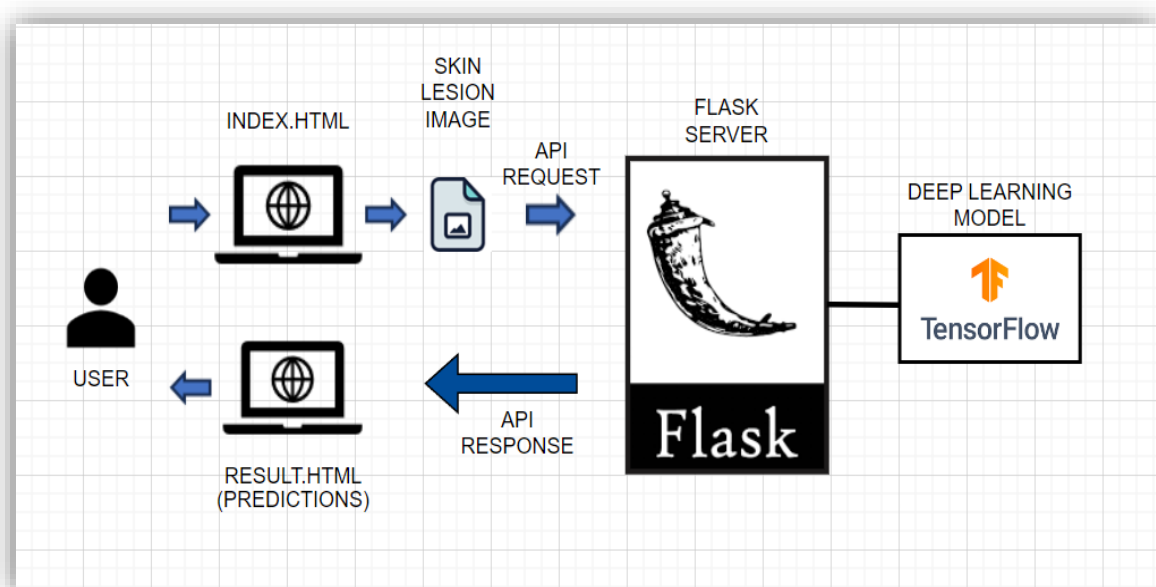 SKIN
LESION
IMAGE
INDEX.HTML
API
REQUEST
FLASK
SERVER
DEEP LEARNING
MODEL
TensorFlow
USER
Flask
API
RESPONSE
RESULT.HTML
(PREDICTIONS)